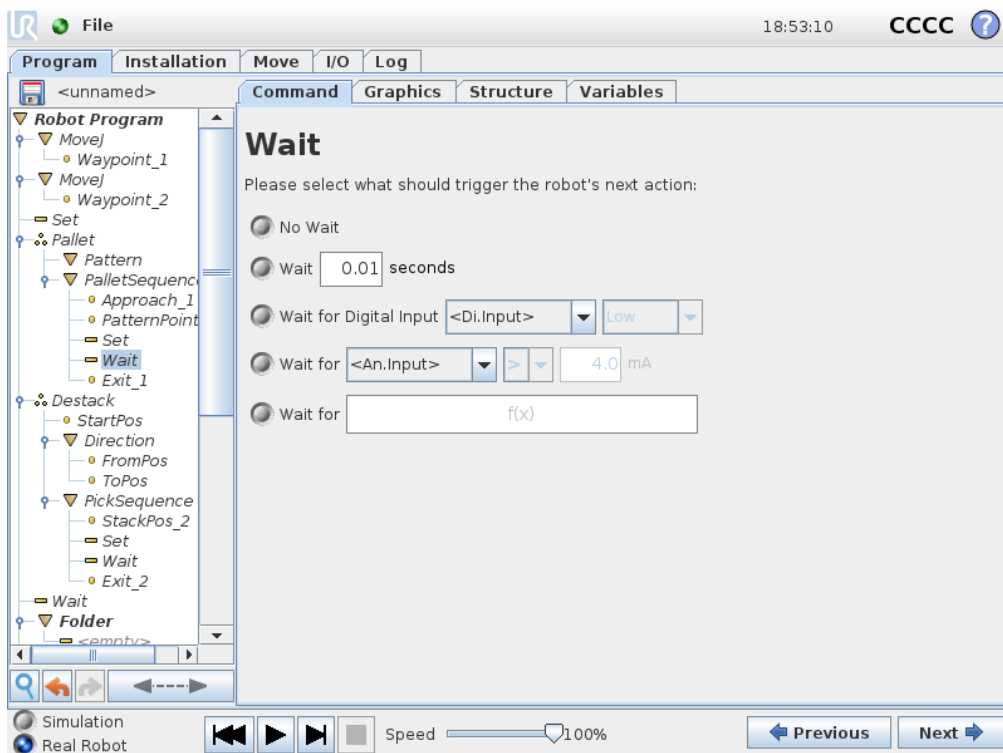 UR File 18:53:10 CCCC ?
Program Installation Move I/O Log
<unnamed> Command Graphics Structure Variables
Robot Program
MoveJ
Waypoint_1
MoveJ
Waypoint_2
Set
Pallet
Pattern
PalletSequenc
Approach_1
PatternPoint
Set
Wait
Exit_1
Destack
StartPos
Direction
FromPos
ToPos
PickSequence
StackPos_2
Set
Wait
Exit_2
Wait
Folder
<empty>
Wait
Please select what should trigger the robot's next action:
No Wait
Wait 0.01 seconds
Wait for Digital Input <Di.Input> Low
Wait for <An.Input> > 4.0 mA
Wait for f(x)
Simulation
Real Robot
Speed 100%
Previous Next